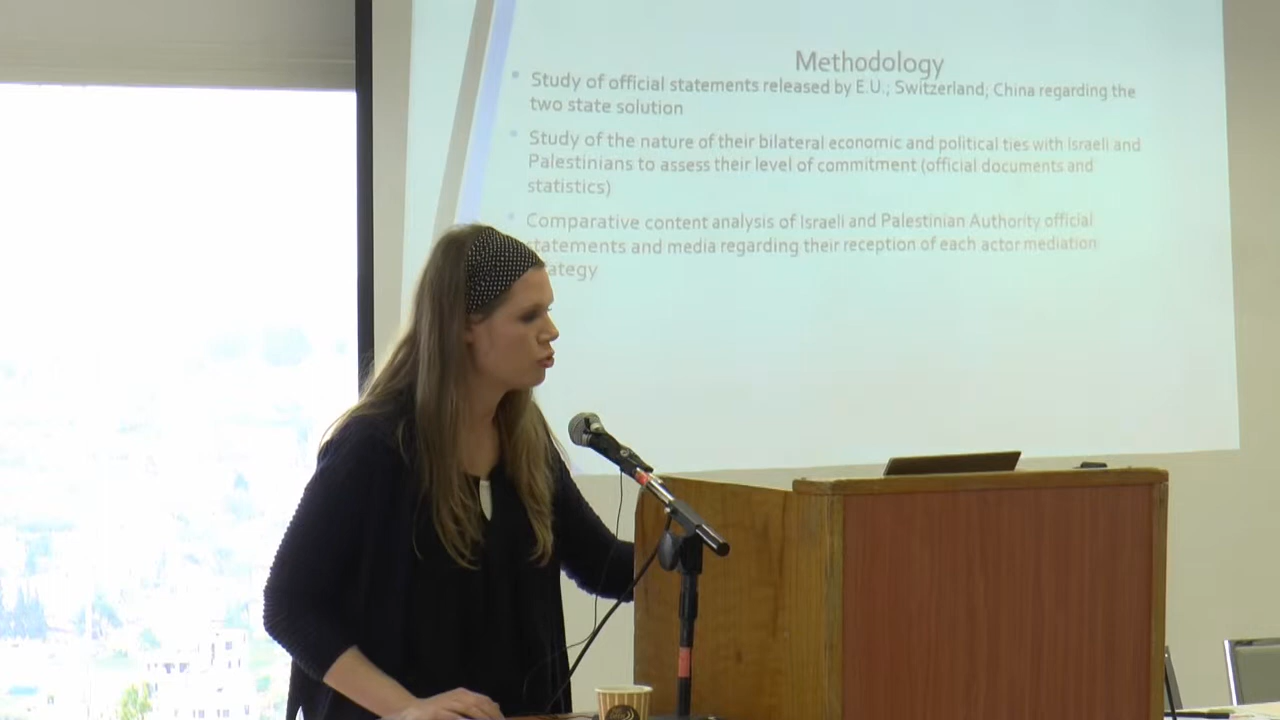 Methodology
Study of official statements released by E.U.; Switzerland; China regarding the
two state solution
Study of the nature of their bilateral economic and political ties with Israeli and
Palestinians to assess their level of commitment (official documents and
statistics)
Comparative content analysis of Israeli and Palestinian Authority official
statements and media regarding their reception of each actor mediation
ategy